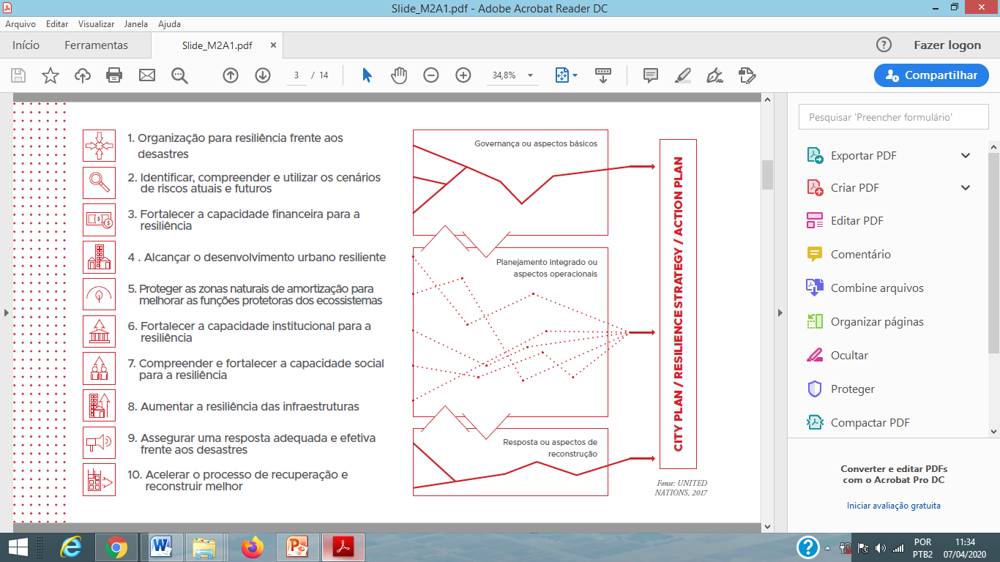 Slide_M2A1.pdf - Adobe Acrobat Reader DC
Arquivo Editar Visualizar Janela Ajuda
Início Ferramentas Slide_M2A1.pdf × Fazer logon
3 / 14 34,8% Compartilhar
1. Organização para resiliência frente aos
desastres
2. Identificar, compreender e utilizar os cenários
de riscos atuais e futuros
3. Fortalecer a capacidade financeira para a
resiliência
4 . Alcançar o desenvolvimento urbano resiliente
5. Proteger as zonas naturais de amortização para
melhorar as funções protetoras dos ecossistemas
6. Fortalecer a capacidade institucional para a
resiliência
7. Compreender e fortalecer a capacidade social
para a resiliência
8. Aumentar a resiliência das infraestruturas
9. Assegurar uma resposta adequada e efetiva
frente aos desastres
10. Acelerar o processo de recuperação e
reconstruir melhor
Governança ou aspectos básicos
Planejamento integrado ou
aspectos operacionais
Resposta ou aspectos de
reconstrução
CITY PLAN / RESILIENCE STRATEGY / ACTION PLAN
Fonte: UNITED
NATIONS, 2017
Pesquisar 'Preencher formulário'
Exportar PDF
Criar PDF
Editar PDF
Comentário
Combine arquivos
Organizar páginas
Ocultar
Proteger
Compactar PDF
Converter e editar PDFs
com o Acrobat Pro DC
Iniciar avaliação gratuita
POR 11:34
PTB2 07/04/2020